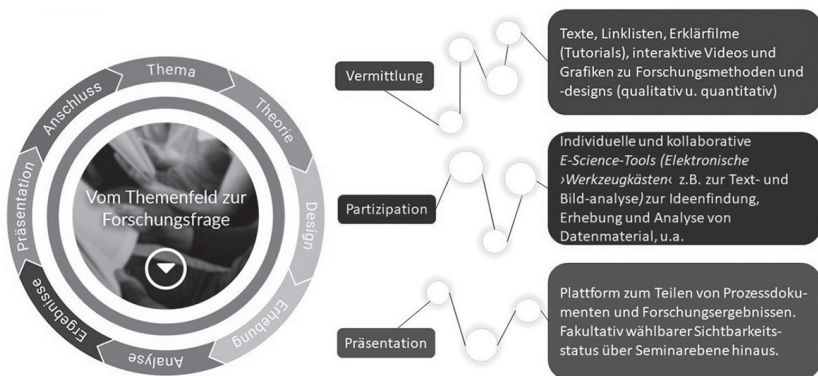 Thema
Theorie
Design
Erhebung
Analyse
Ergebnisse
Präsentation
Anschluss
Vom Themenfeld zur
Forschungsfrage
Vermittlung
Texte, Linklisten, Erklärfilme
(Tutorials), interaktive Videos und
Grafiken zu Forschungsmethoden und
-designs (qualitativ u. quantitativ)
Partizipation
Individuelle und kollaborative
E-Science-Tools (Elektronische
›Werkzeugkästen‹ z.B. zur Text- und
Bild-analyse) zur Ideenfindung,
Erhebung und Analyse von
Datenmaterial, u.a.
Präsentation
Plattform zum Teilen von Prozessdoku-
menten und Forschungsergebnissen.
Fakultativ wählbarer Sichtbarkeits-
status über Seminarebene hinaus.